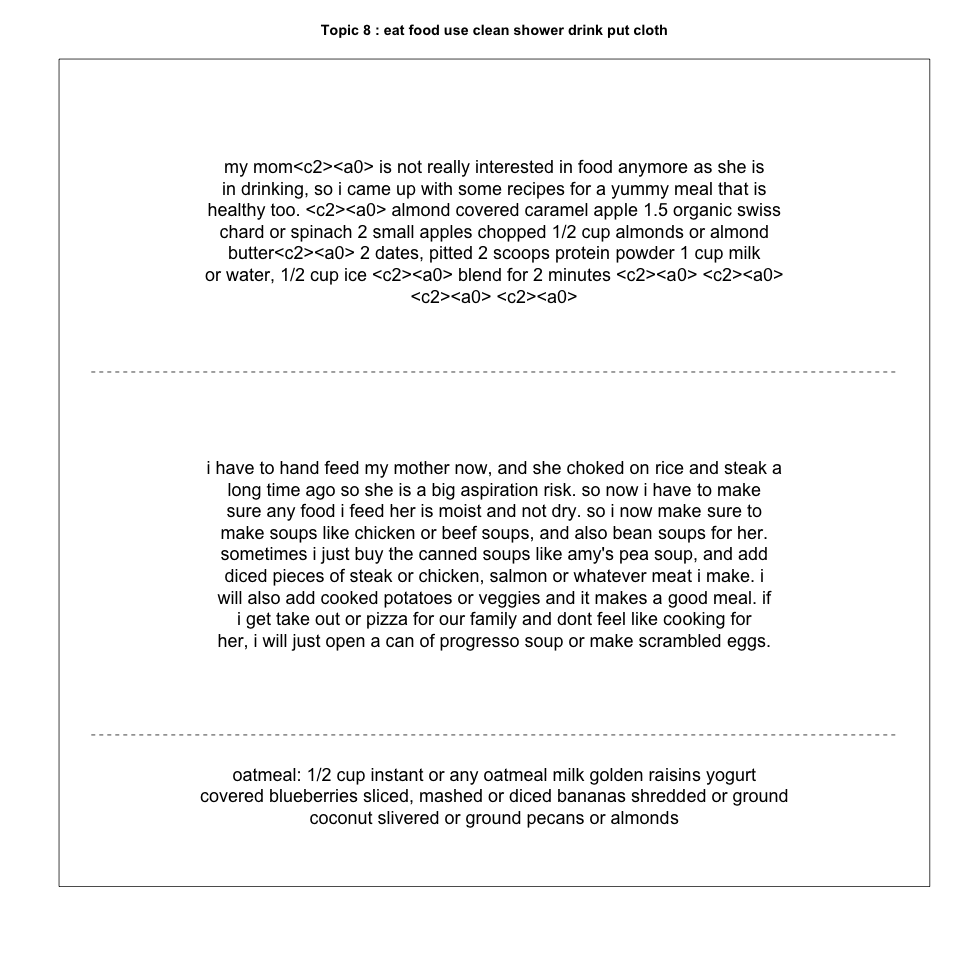 Topic 8 : eat food use clean shower drink put cloth
my mom<c2><a0> is not really interested in food anymore as she is
in drinking, so i came up with some recipes for a yummy meal that is
healthy too. <c2><a0> almond covered caramel apple 1.5 organic swiss
chard or spinach 2 small apples chopped 1/2 cup almonds or almond
butter<c2><a0> 2 dates, pitted 2 scoops protein powder 1 cup milk
or water, 1/2 cup ice <c2><a0> blend for 2 minutes <c2><a0> <c2><a0>
<c2><a0> <c2><a0>
i have to hand feed my mother now, and she choked on rice and steak a
long time ago so she is a big aspiration risk. so now i have to make
sure any food i feed her is moist and not dry. so i now make sure to
make soups like chicken or beef soups, and also bean soups for her.
sometimes i just buy the canned soups like amy's pea soup, and add
diced pieces of steak or chicken, salmon or whatever meat i make. i
will also add cooked potatoes or veggies and it makes a good meal. if
i get take out or pizza for our family and dont feel like cooking for
her, i will just open a can of progresso soup or make scrambled eggs.
oatmeal: 1/2 cup instant or any oatmeal milk golden raisins yogurt
covered blueberries sliced, mashed or diced bananas shredded or ground
coconut slivered or ground pecans or almonds